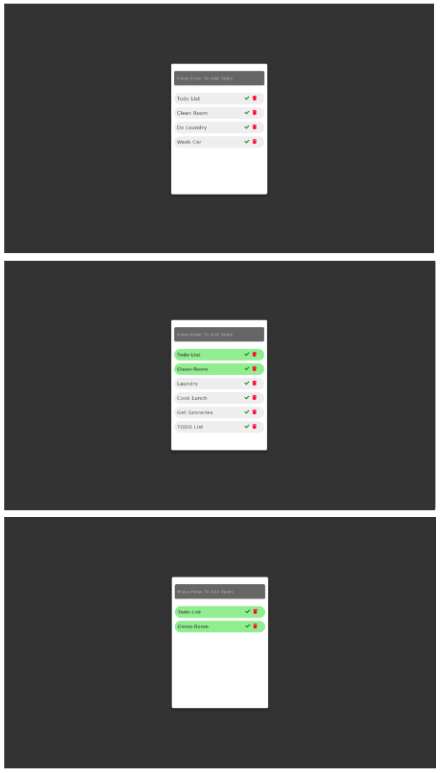 Press Enter To Add Tasks
Todo List
Clean Room
Do Laundry
Wash Car
Press Enter To Add Tasks
Todo List
Clean Room
Laundry
Cook Lunch
Get Groceries
TODO List
Press Enter To Add Tasks
Todo List
Clean Room